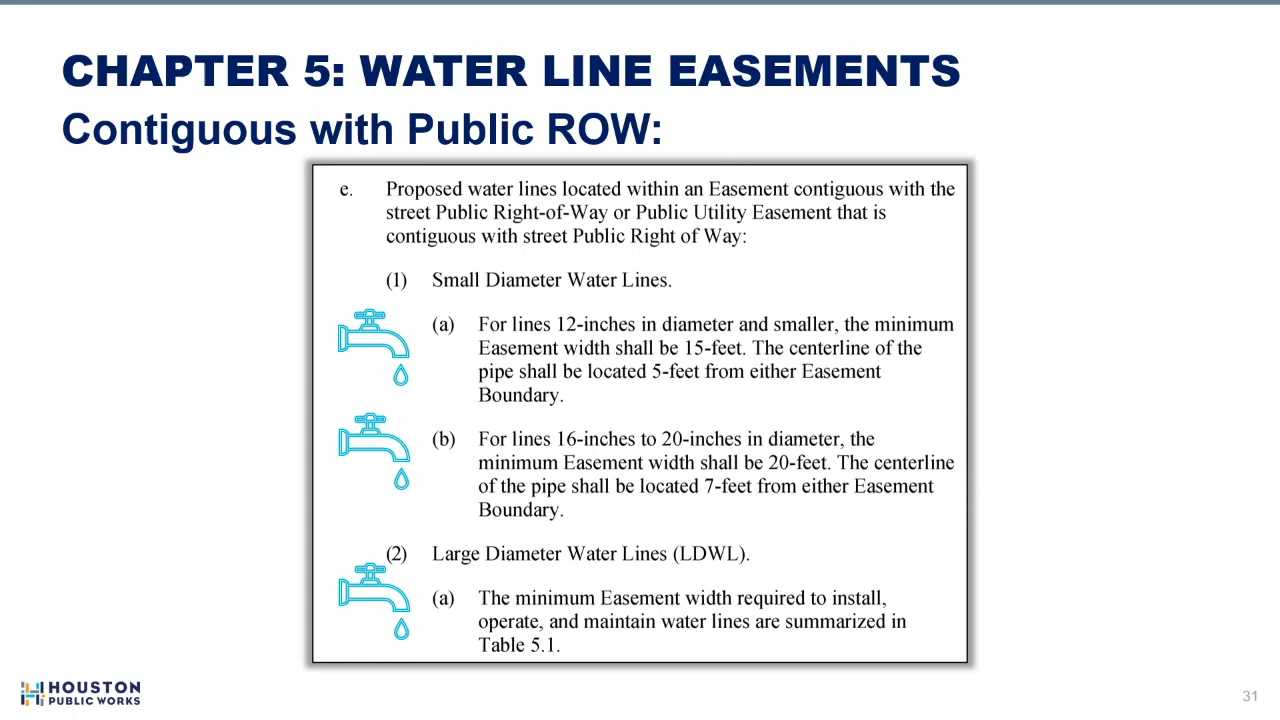 CHAPTER 5: WATER LINE EASEMENTS
Contiguous with Public ROW:
e. Proposed water lines located within an Easement contiguous with the
street Public Right-of-Way or Public Utility Easement that is
contiguous with street Public Right of Way:
(1) Small Diameter Water Lines.
(a) For lines 12-inches in diameter and smaller, the minimum
Easement width shall be 15-feet. The centerline of the
pipe shall be located 5-feet from either Easement
Boundary.
(b) For lines 16-inches to 20-inches in diameter, the
minimum Easement width shall be 20-feet. The centerline
of the pipe shall be located 7-feet from either Easement
Boundary.
(2) Large Diameter Water Lines (LDWL).
(a) The minimum Easement width required to install,
operate, and maintain water lines are summarized in
Table 5.1.
HOUSTON
PUBLIC WORKS
31